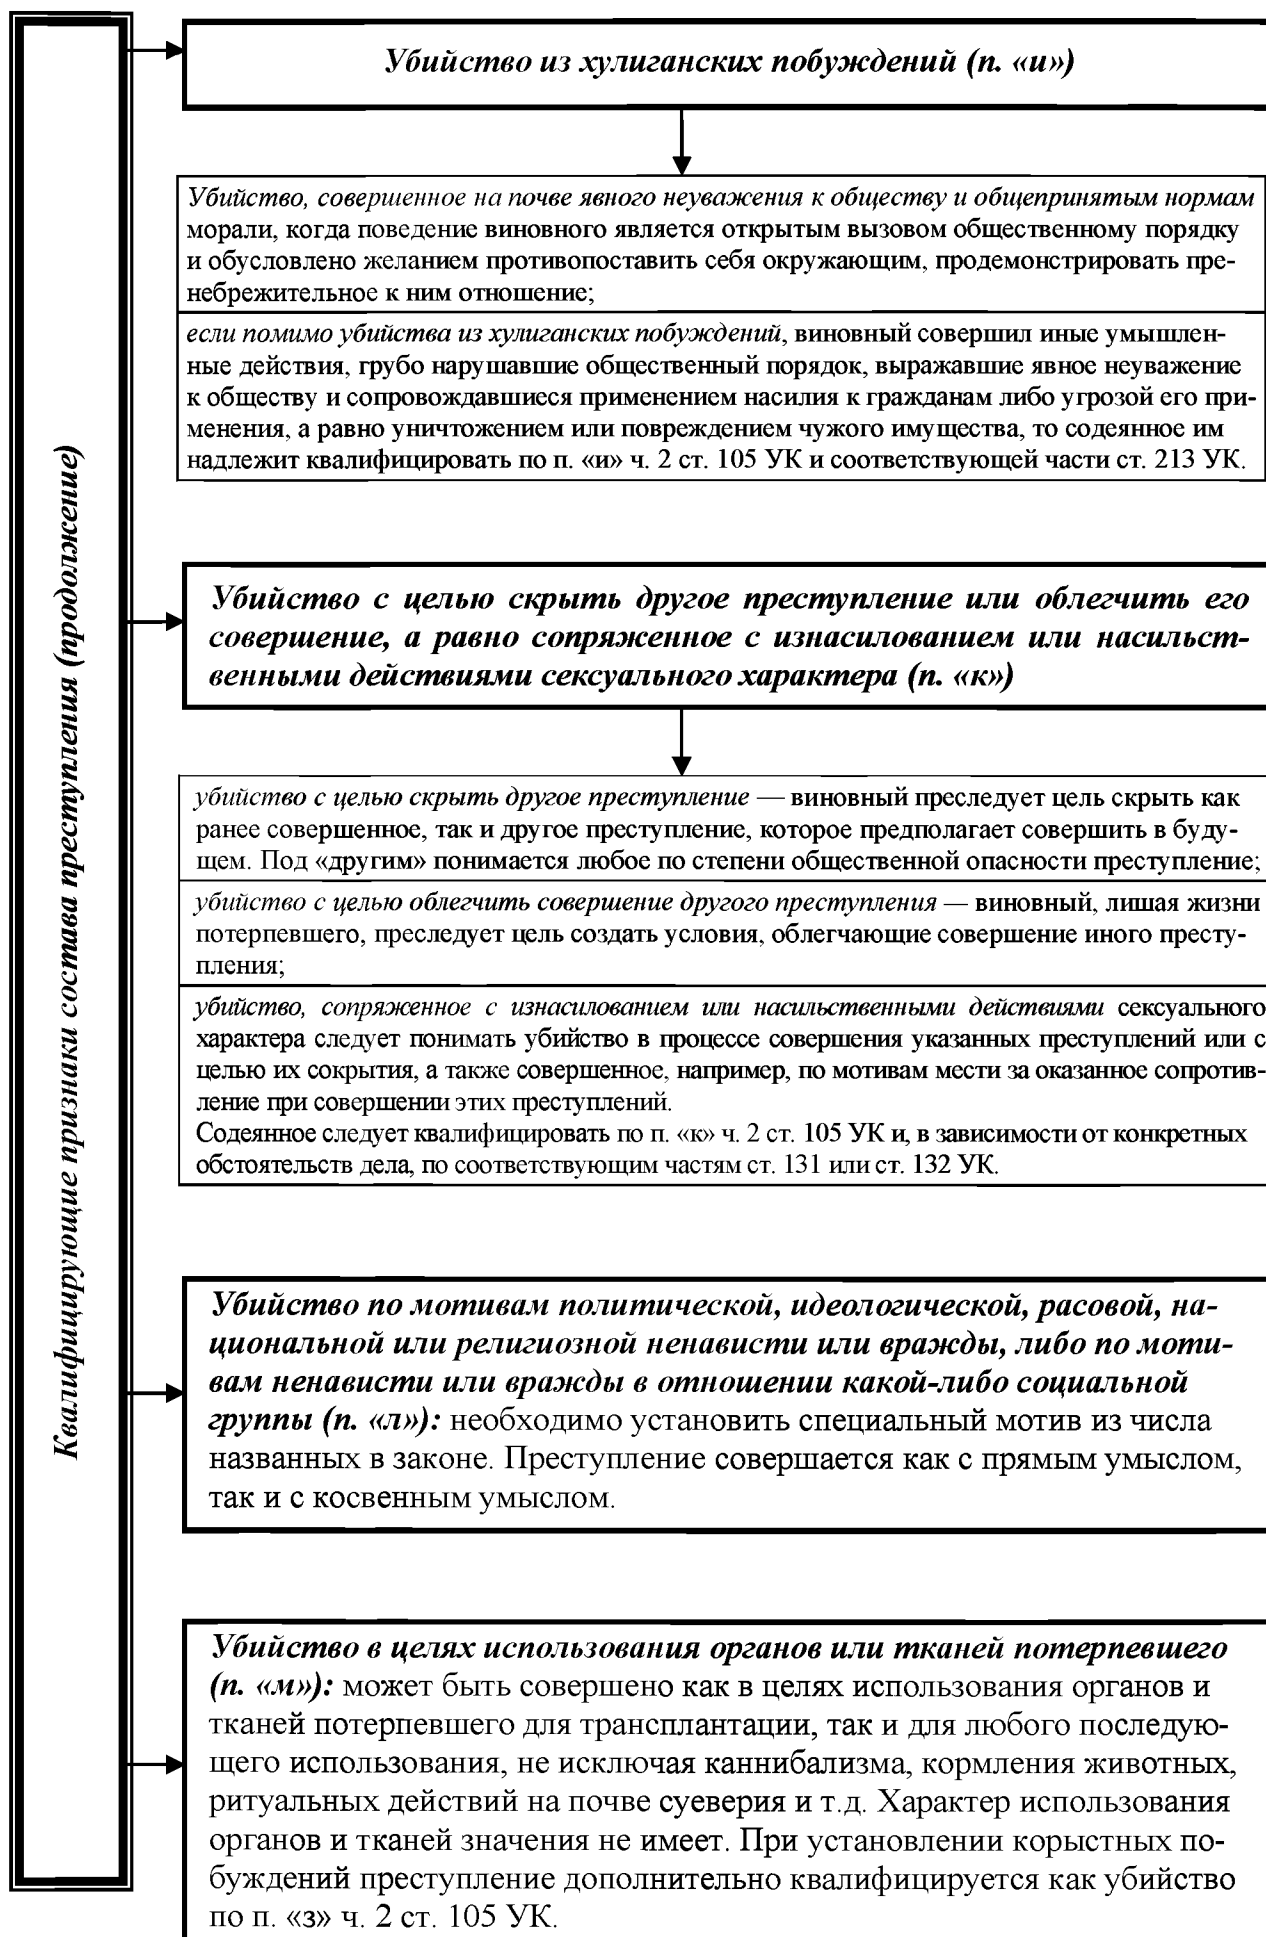 Квалифицирующие признаки состава преступления (продолжение)
Убийство из хулиганских побуждений (п. «и»)
Убийство, совершенное на почве явного неуважения к обществу и общепринятым нормам
морали, когда поведение виновного является открытым вызовом общественному порядку
и обусловлено желанием противопоставить себя окружающим, продемонстрировать пре-
небрежительное к ним отношение;
если помимо убийства из хулиганских побуждений, виновный совершил иные умышлен-
ные действия, грубо нарушавшие общественный порядок, выражавшие явное неуважение
к обществу и сопровождавшиеся применением насилия к гражданам либо угрозой его при-
менения, а равно уничтожением или повреждением чужого имущества, то содеянное им
надлежит квалифицировать по п. «и» ч. 2 ст. 105 УК и соответствующей части ст. 213 УК.
Убийство с целью скрыть другое преступление или облегчить его
совершение, а равно сопряженное с изнасилованием или насильст-
венными действиями сексуального характера (п. «к»)
убийство с целью скрыть другое преступление — виновный преследует цель скрыть как
ранее совершенное, так и другое преступление, которое предполагает совершить в буду-
щем. Под «другим» понимается любое по степени общественной опасности преступление;
убийство с целью облегчить совершение другого преступления — виновный, лишая жизни
потерпевшего, преследует цель создать условия, облегчающие совершение иного престу-
пления;
убийство, сопряженное с изнасилованием или насильственными действиями сексуального
характера следует понимать убийство в процессе совершения указанных преступлений или с
целью их сокрытия, а также совершенное, например, по мотивам мести за оказанное сопротив-
ление при совершении этих преступлений.
Содеянное следует квалифицировать по п. «к» ч. 2 ст. 105 УК и, в зависимости от конкретных
обстоятельств дела, по соответствующим частям ст. 131 или ст. 132 УК.
Убийство по мотивам политической, идеологической, расовой, на-
циональной или религиозной ненависти или вражды, либо по моти-
вам ненависти или вражды в отношении какой-либо социальной
группы (п. «л»): необходимо установить специальный мотив из числа
названных в законе. Преступление совершается как с прямым умыслом,
так и с косвенным умыслом.
Убийство в целях использования органов или тканей потерпевшего
(п. «м»): может быть совершено как в целях использования органов и
тканей потерпевшего для трансплантации, так и для любого последую-
щего использования, не исключая каннибализма, кормления животных,
ритуальных действий на почве суеверия и т.д. Характер использования
органов и тканей значения не имеет. При установлении корыстных по-
буждений преступление дополнительно квалифицируется как убийство
по п. «з» ч. 2 ст. 105 УК.